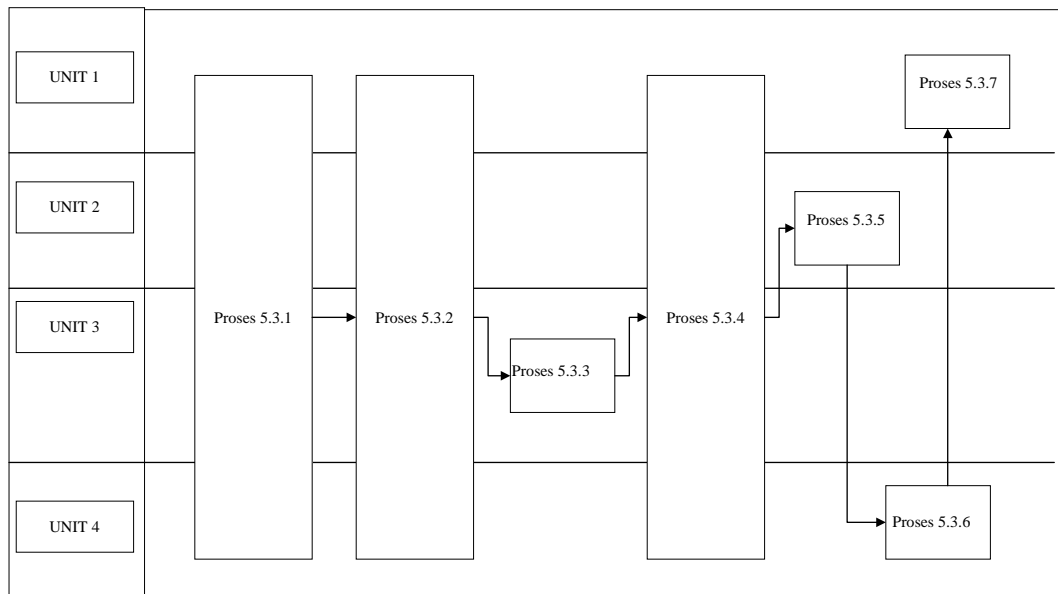 UNIT 1
Proses 5.3.7
UNIT 2
Proses 5.3.5
UNIT 3
Proses 5.3.1
Proses 5.3.2
Proses 5.3.3
Proses 5.3.4
UNIT 4
Proses 5.3.6